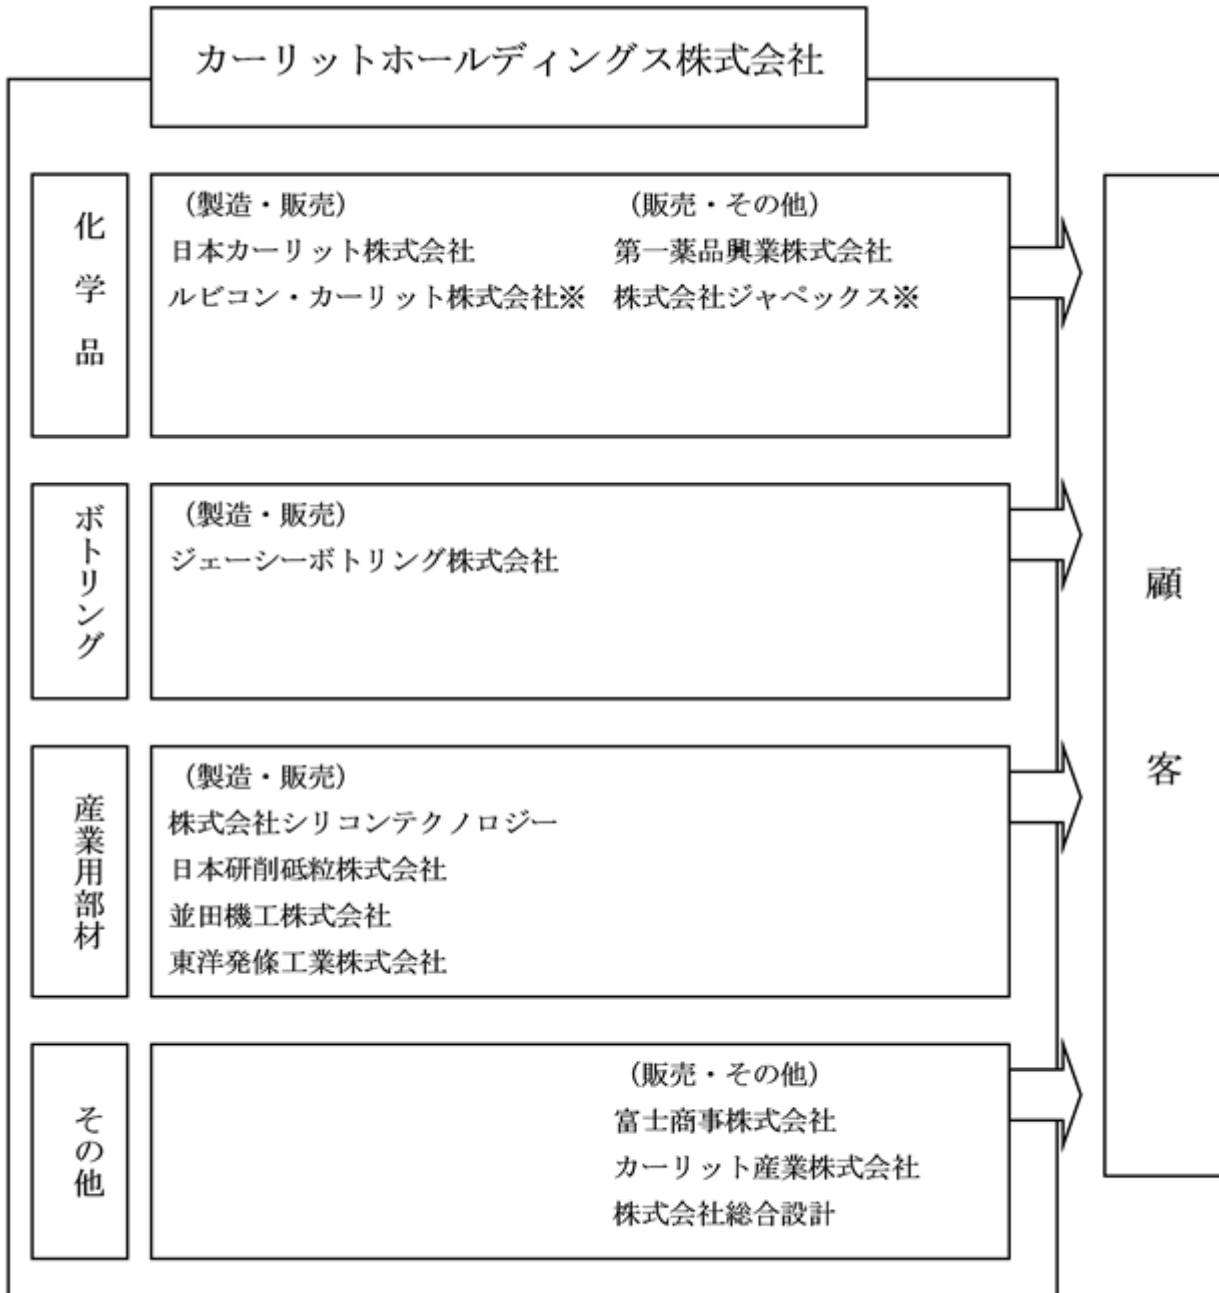 カーリットホールディングス株式会社
化学品
（製造・販売）
日本カーリット株式会社
ルビコン・カーリット株式会社※
（販売・その他）
第一薬品興業株式会社
株式会社ジャペックス※
ボトリング
（製造・販売）
ジェーシーボトリング株式会社
産業用部材
（製造・販売）
株式会社シリコンテクノロジー
日本研削砥粒株式会社
並田機工株式会社
東洋発條工業株式会社
その他
（販売・その他）
富士商事株式会社
カーリット産業株式会社
株式会社総合設計
顧客